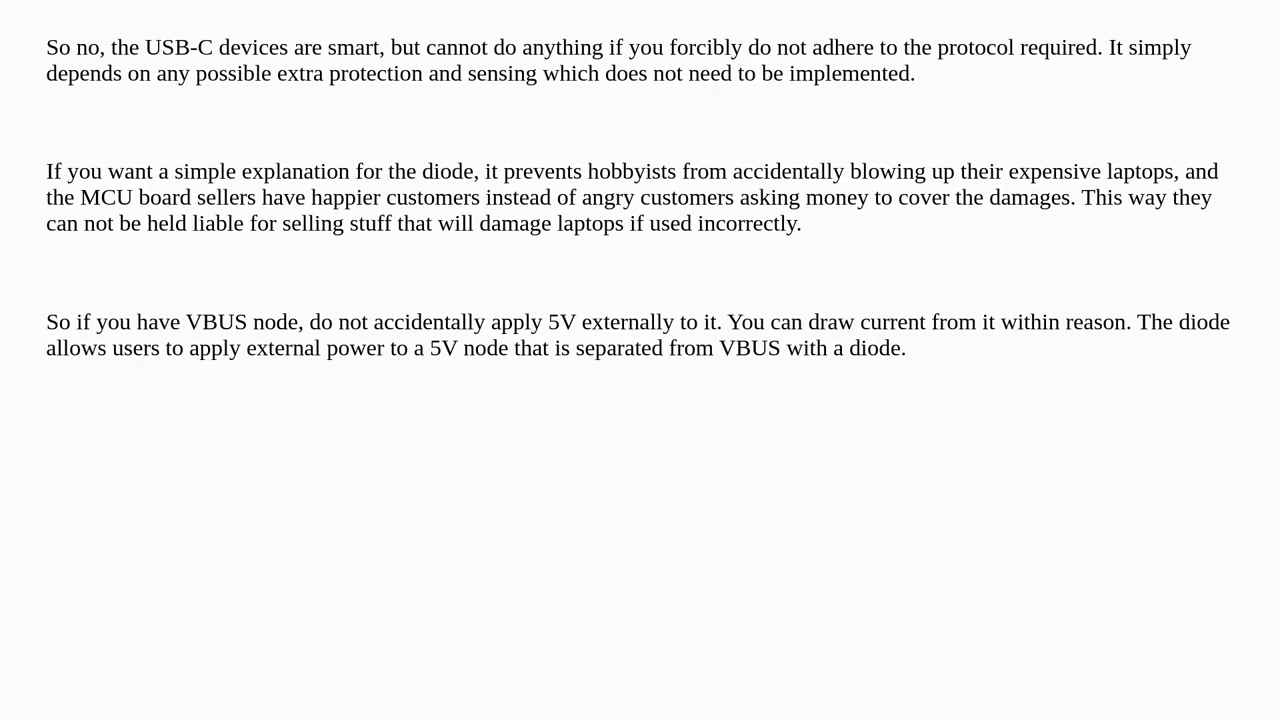 So no, the USB-C devices are smart, but cannot do anything if you forcibly do not adhere to the protocol required. It simply
depends on any possible extra protection and sensing which does not need to be implemented.
If you want a simple explanation for the diode, it prevents hobbyists from accidentally blowing up their expensive laptops, and
the MCU board sellers have happier customers instead of angry customers asking money to cover the damages. This way they
can not be held liable for selling stuff that will damage laptops if used incorrectly.
So if you have VBUS node, do not accidentally apply 5V externally to it. You can draw current from it within reason. The diode
allows users to apply external power to a 5V node that is separated from VBUS with a diode.